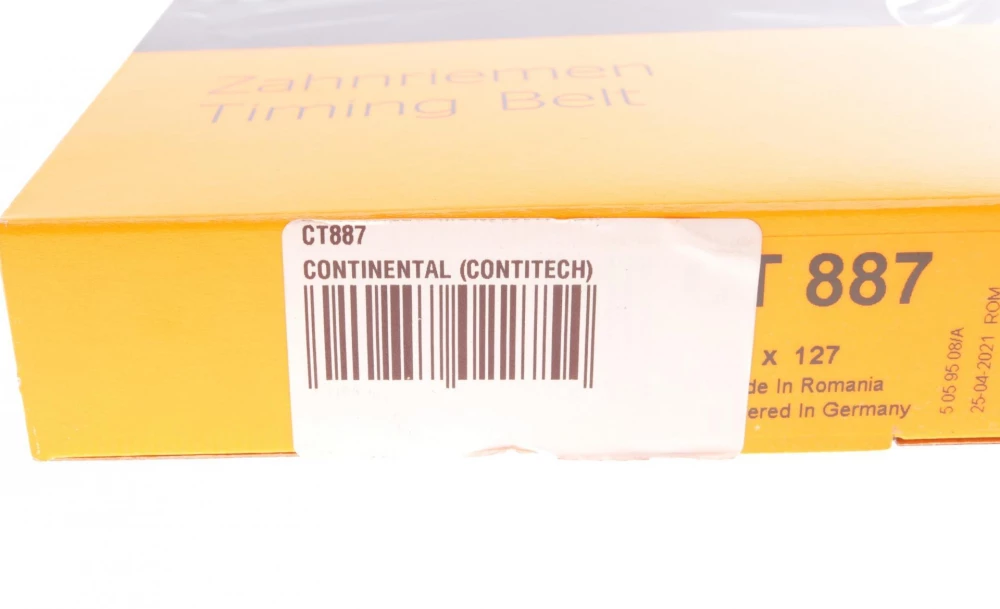 Zahnriemen
Timing Belt
CT887
CONTINENTAL (CONTITECH)
T 887
x 127
de In Romania
ered In Germany
5 05 95 08/A
25-04-2021 ROM